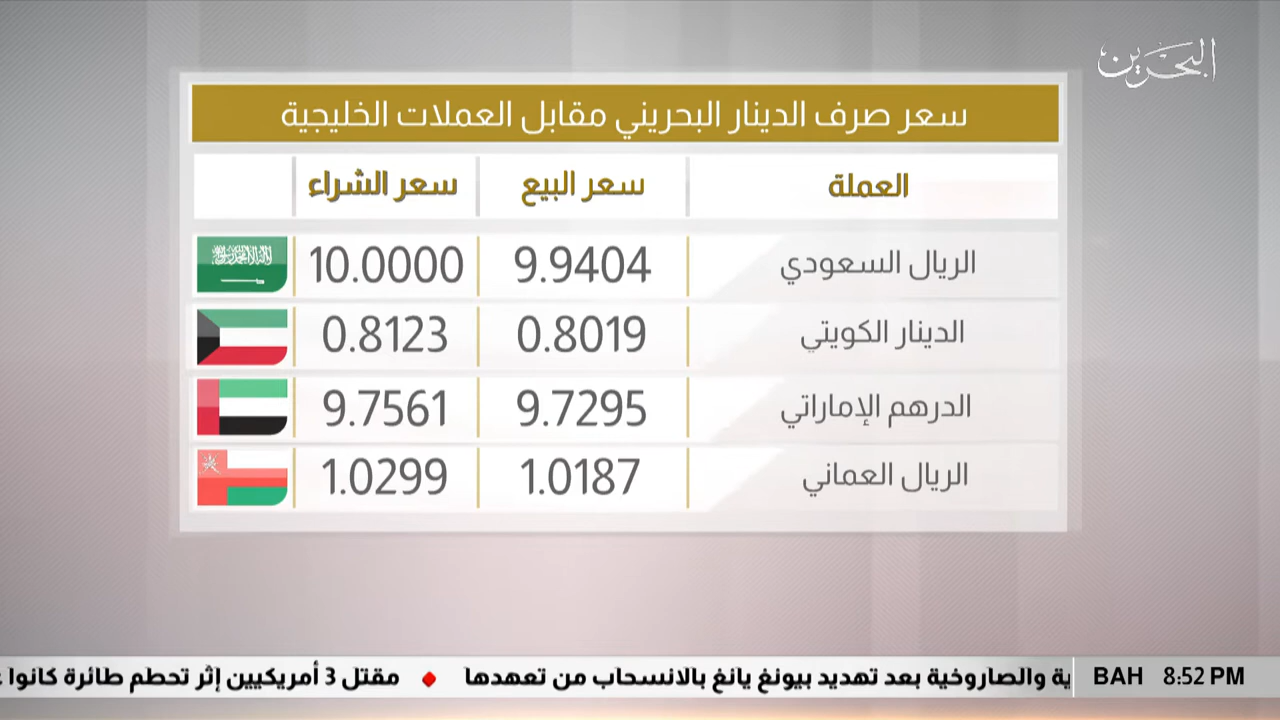 البحرين
سعر صرف الدينار البحريني مقابل العملات الخليجية
العملة سعر البيع سعر الشراء
الريال السعودي 9.9404 10.0000
الدينار الكويتي 0.8019 0.8123
الدرهم الإماراتي 9.7295 9.7561
الريال العماني 1.0187 1.0299
BAH 8:52 PM
ية والصاروخية بعد تهديد بيونغ يانغ بالانسحاب من تعهدها ♦ مقتل 3 أمريكيين إثر تحطم طائرة كانوا